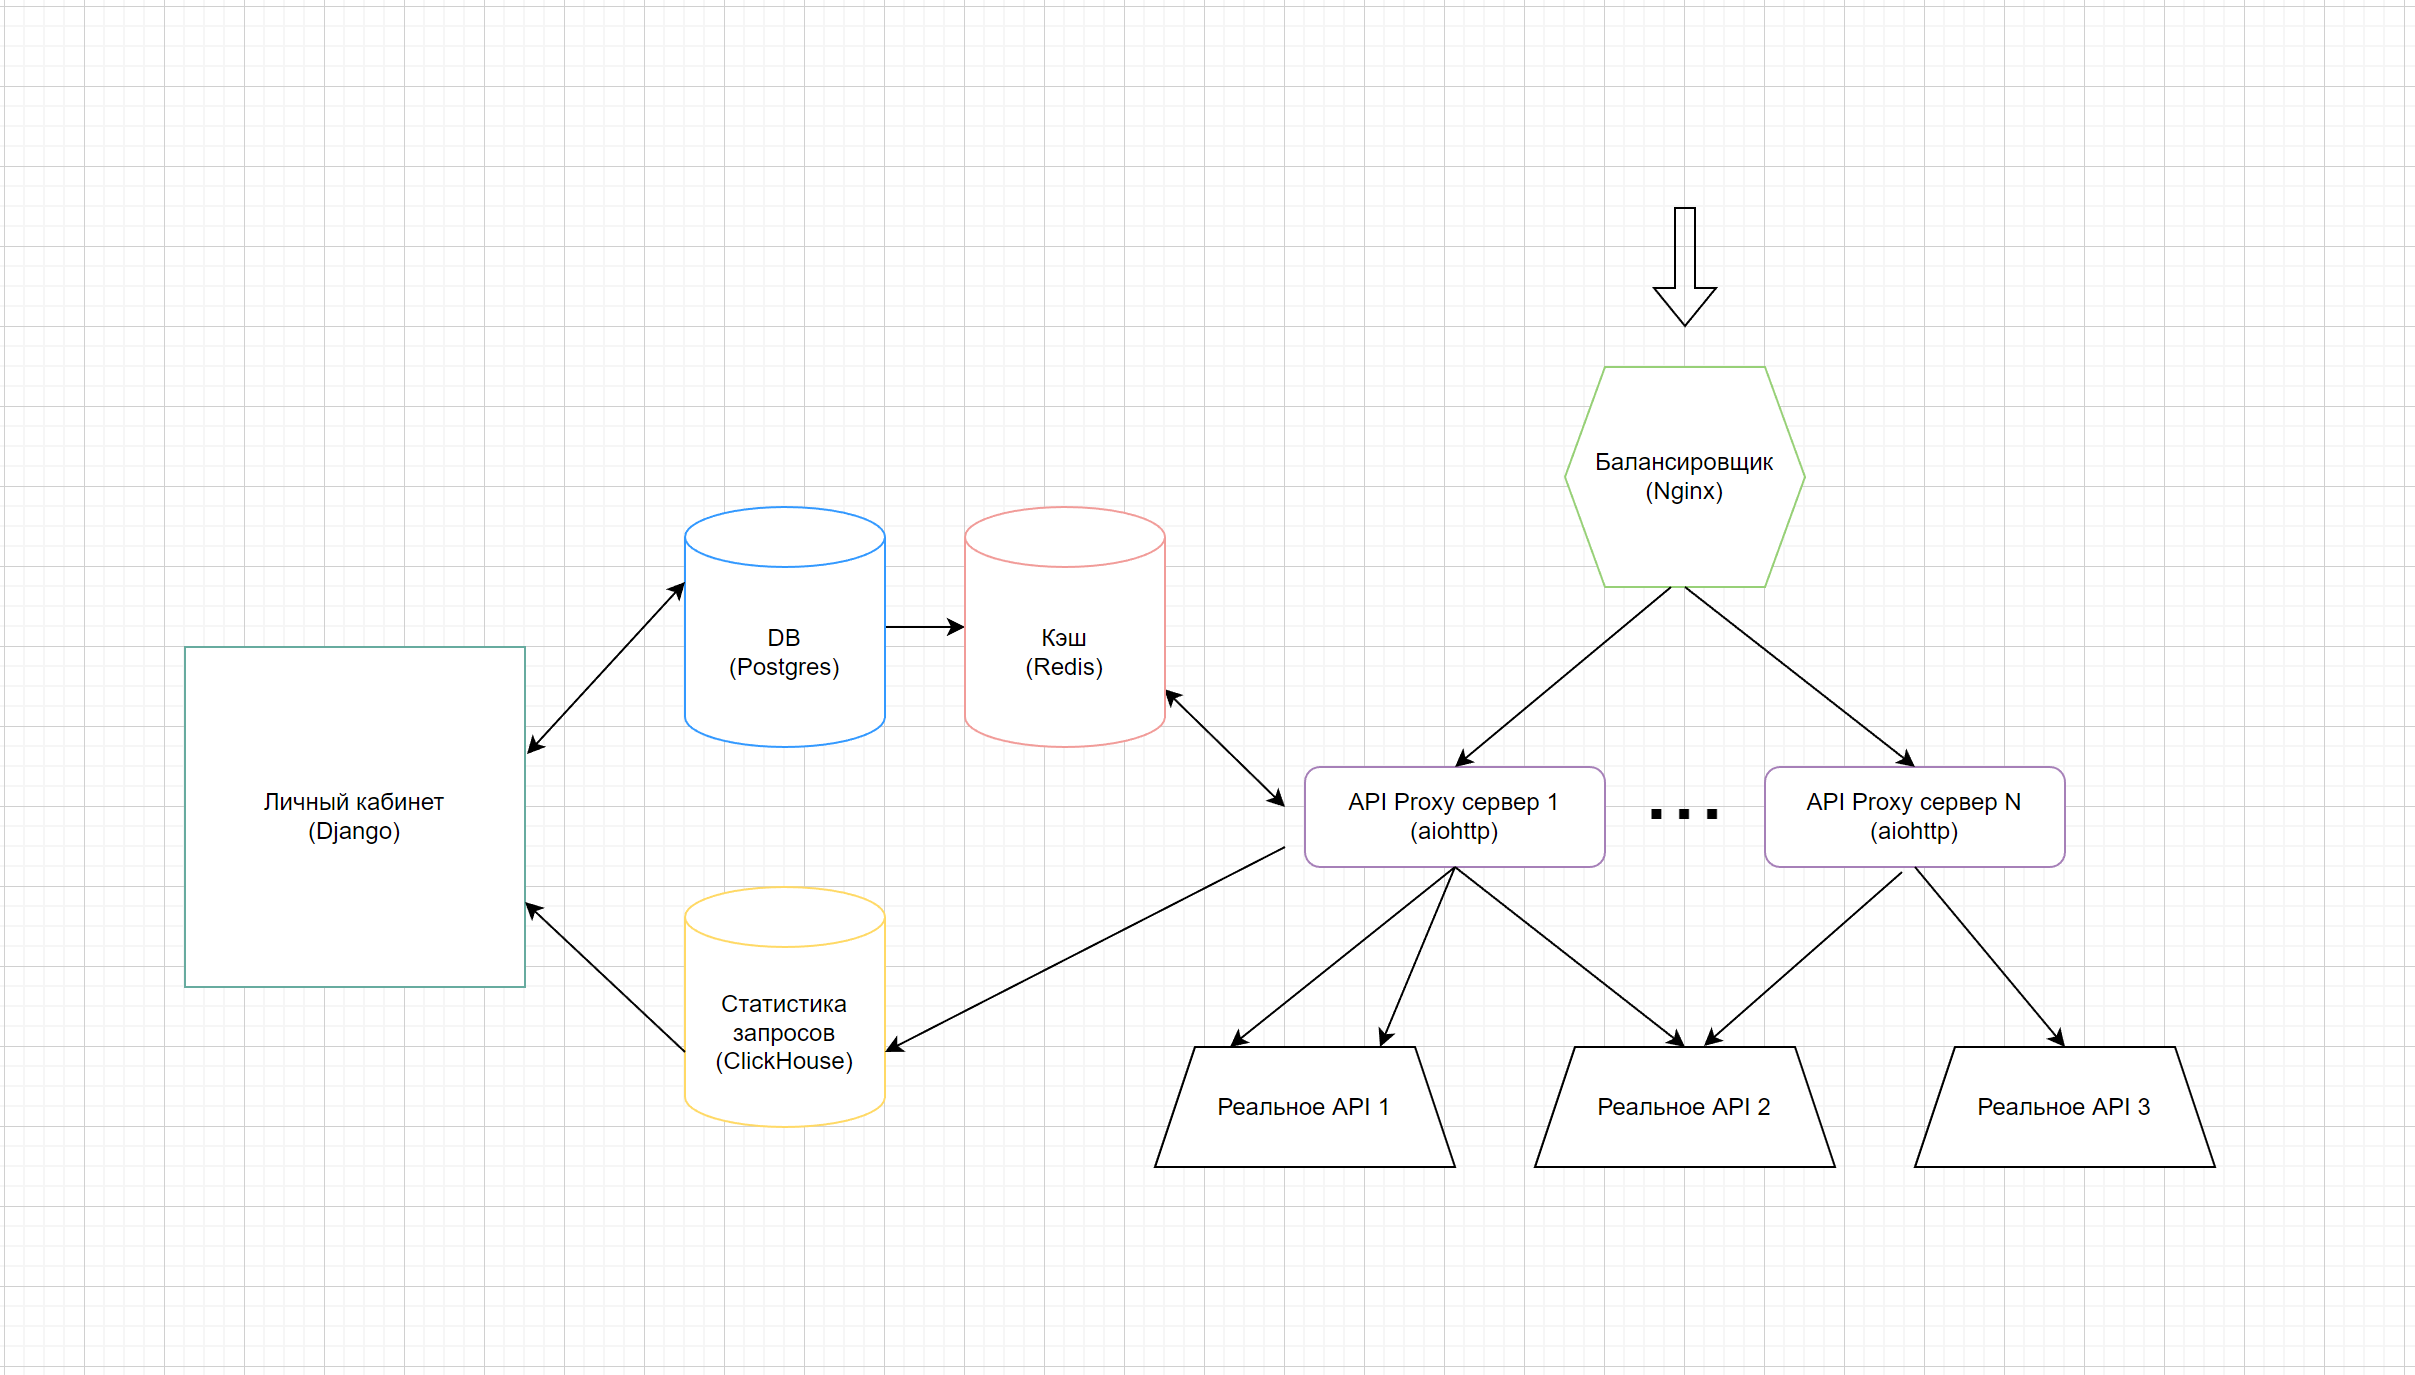 Балансировщик
(Nginx)
DB
(Postgres)
Кэш
(Redis)
Личный кабинет
(Django)
API Proxy сервер 1
(aiohttp)
...
API Proxy сервер N
(aiohttp)
Статистика
запросов
(ClickHouse)
Реальное API 1
Реальное API 2
Реальное API 3